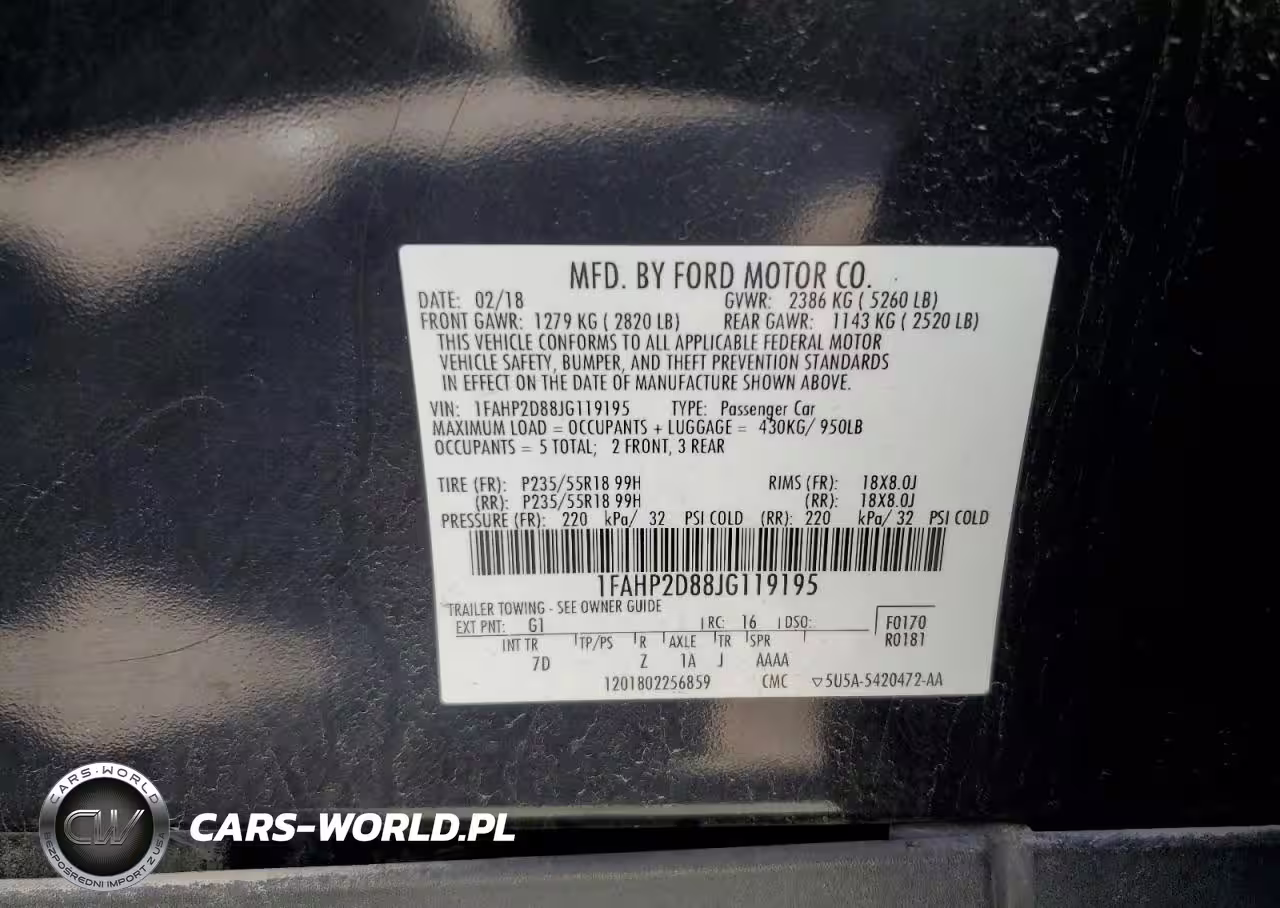 MFD. BY FORD MOTOR CO.
DATE: 02/18 GVWR: 2386 KG ( 5260 LB)
FRONT GAWR: 1279 KG ( 2820 LB) REAR GAWR: 1143 KG ( 2520 LB)
THIS VEHICLE CONFORMS TO ALL APPLICABLE FEDERAL MOTOR
VEHICLE SAFETY, BUMPER, AND THEFT PREVENTION STANDARDS
IN EFFECT ON THE DATE OF MANUFACTURE SHOWN ABOVE.
VIN: 1FAHP2D88JG119195 TYPE: Passenger Car
MAXIMUM LOAD = OCCUPANTS + LUGGAGE = 430KG/ 950LB
OCCUPANTS = 5 TOTAL; 2 FRONT, 3 REAR
TIRE (FR): P235/55R18 99H RIMS (FR): 18X8.0J
(RR): P235/55R18 99H (RR): 18X8.0J
PRESSURE (FR): 220 kPa/ 32 PSI COLD (RR): 220 kPa/ 32 PSI COLD
1FAHP2D88JG119195
TRAILER TOWING - SEE OWNER GUIDE
EXT PNT: G1 RC: 16 DSO: F0170
INT TR TP/PS R AXLE TR SPR R0181
7D Z 1A J AAAA
1201802256859 CMC ▽5U5A-5420472-AA
CARS-WORLD
CW
BEZPOŚREDNI IMPORT Z USA
CARS-WORLD.PL